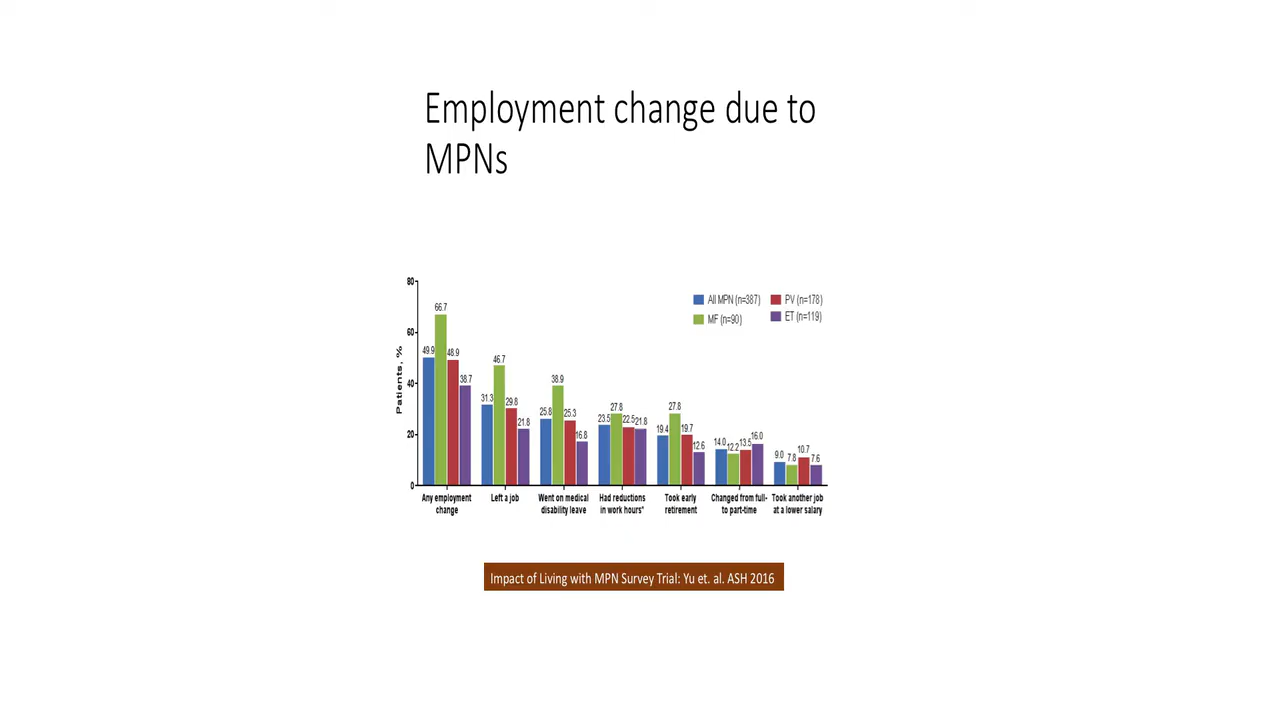 Employment change due to
MPNs
80
60
40
20
0
Patients, %
All MPN (n=387)
PV (n=178)
MF (n=90)
ET (n=119)
49.9 66.7 48.9 38.7
31.3 46.7 29.8 21.8
25.8 38.9 25.3 16.8
23.5 27.8 22.5 21.8
19.4 27.8 19.7 12.6
14.0 12.2 13.5 16.0
9.0 7.8 10.7 7.6
Any employment
change
Left a job
Went on medical
disability leave
Had reductions
in work hours*
Took early
retirement
Changed from full-
to part-time
Took another job
at a lower salary
Impact of Living with MPN Survey Trial: Yu et. al. ASH 2016